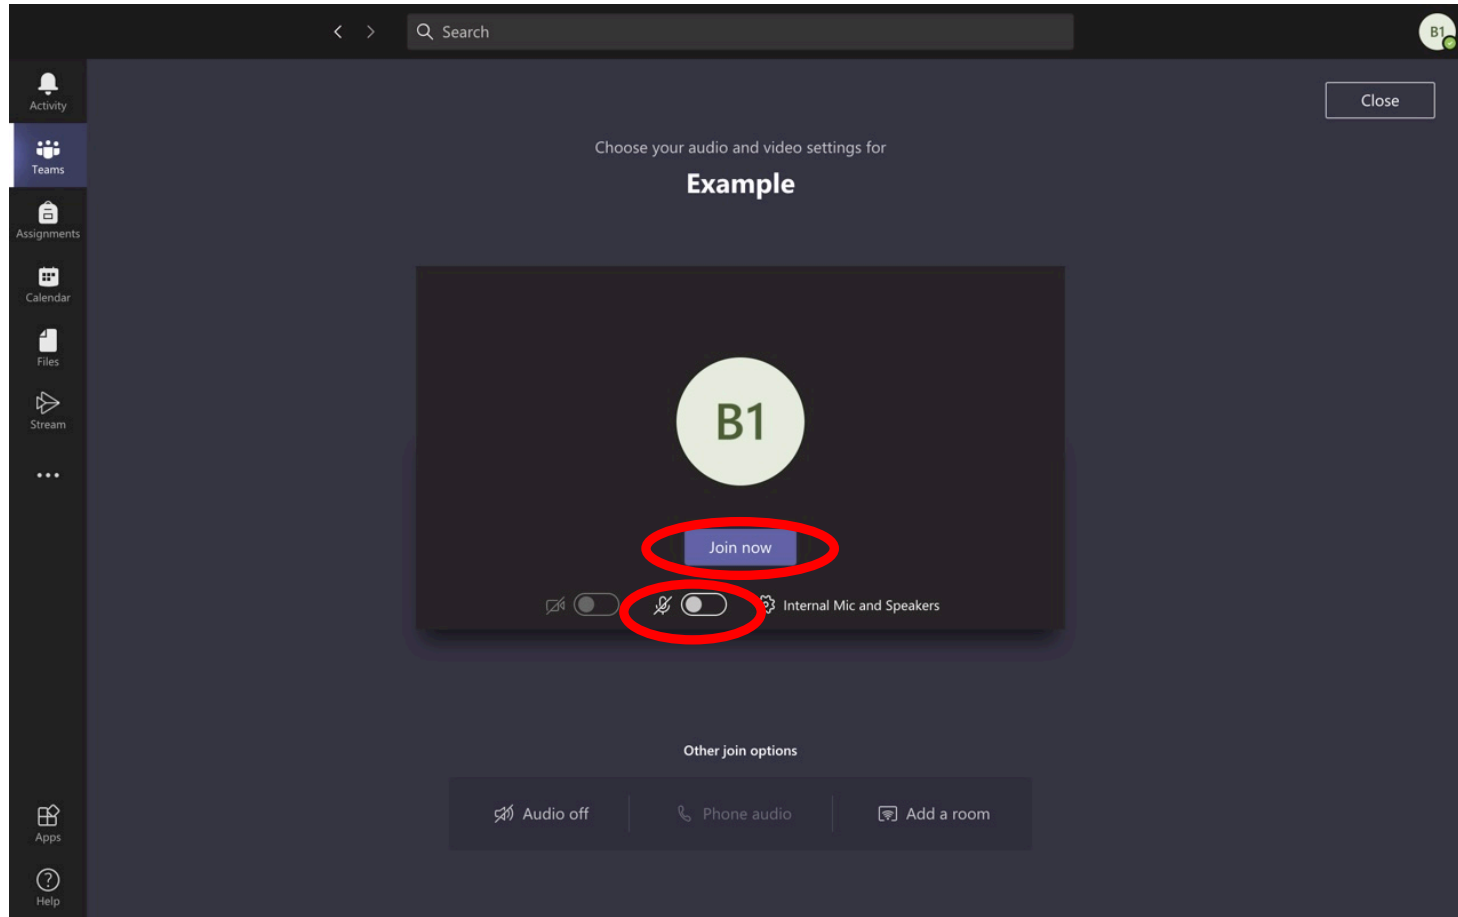 Search
B1
Activity
Teams
Assignments
Calendar
Files
Stream
Apps
Help
Close
Choose your audio and video settings for
Example
B1
Join now
Internal Mic and Speakers
Other join options
Audio off
Phone audio
Add a room